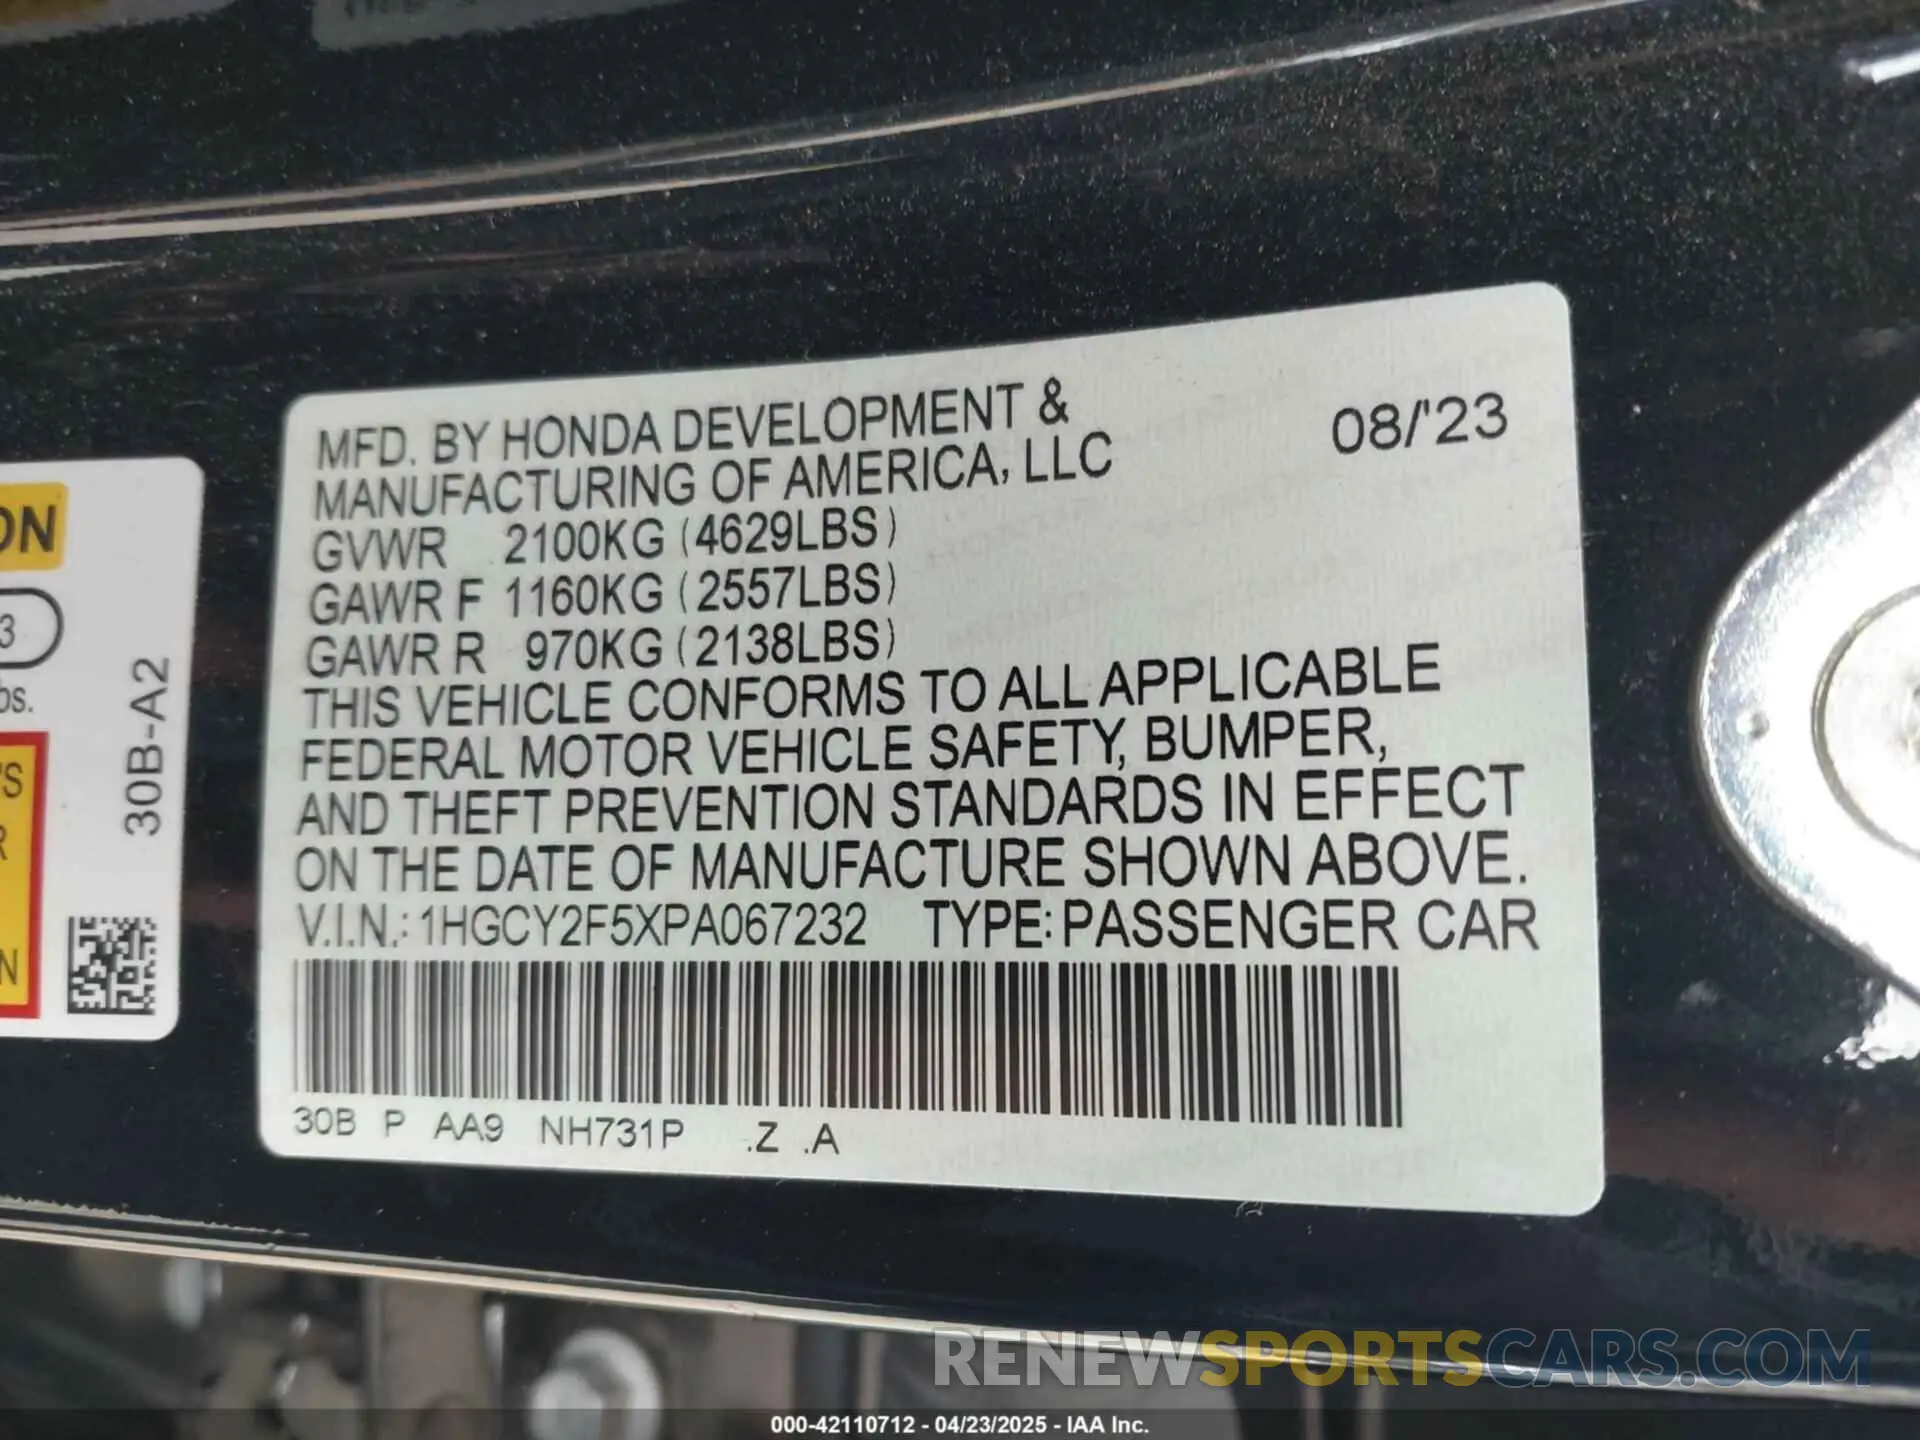 MFD. BY HONDA DEVELOPMENT &
MANUFACTURING OF AMERICA, LLC
08/'23
GVWR 2100KG (4629LBS)
GAWR F 1160KG (2557LBS)
GAWR R 970KG (2138LBS)
THIS VEHICLE CONFORMS TO ALL APPLICABLE
FEDERAL MOTOR VEHICLE SAFETY, BUMPER,
AND THEFT PREVENTION STANDARDS IN EFFECT
ON THE DATE OF MANUFACTURE SHOWN ABOVE.
V.I.N.: 1HGCY2F5XPA067232 TYPE: PASSENGER CAR
30B P AA9 NH731P .Z .A
ON
3
bs.
'S
R
N
30B-A2
RENEWSPORTSCARS.COM
000-42110712 - 04/23/2025 - IAA Inc.